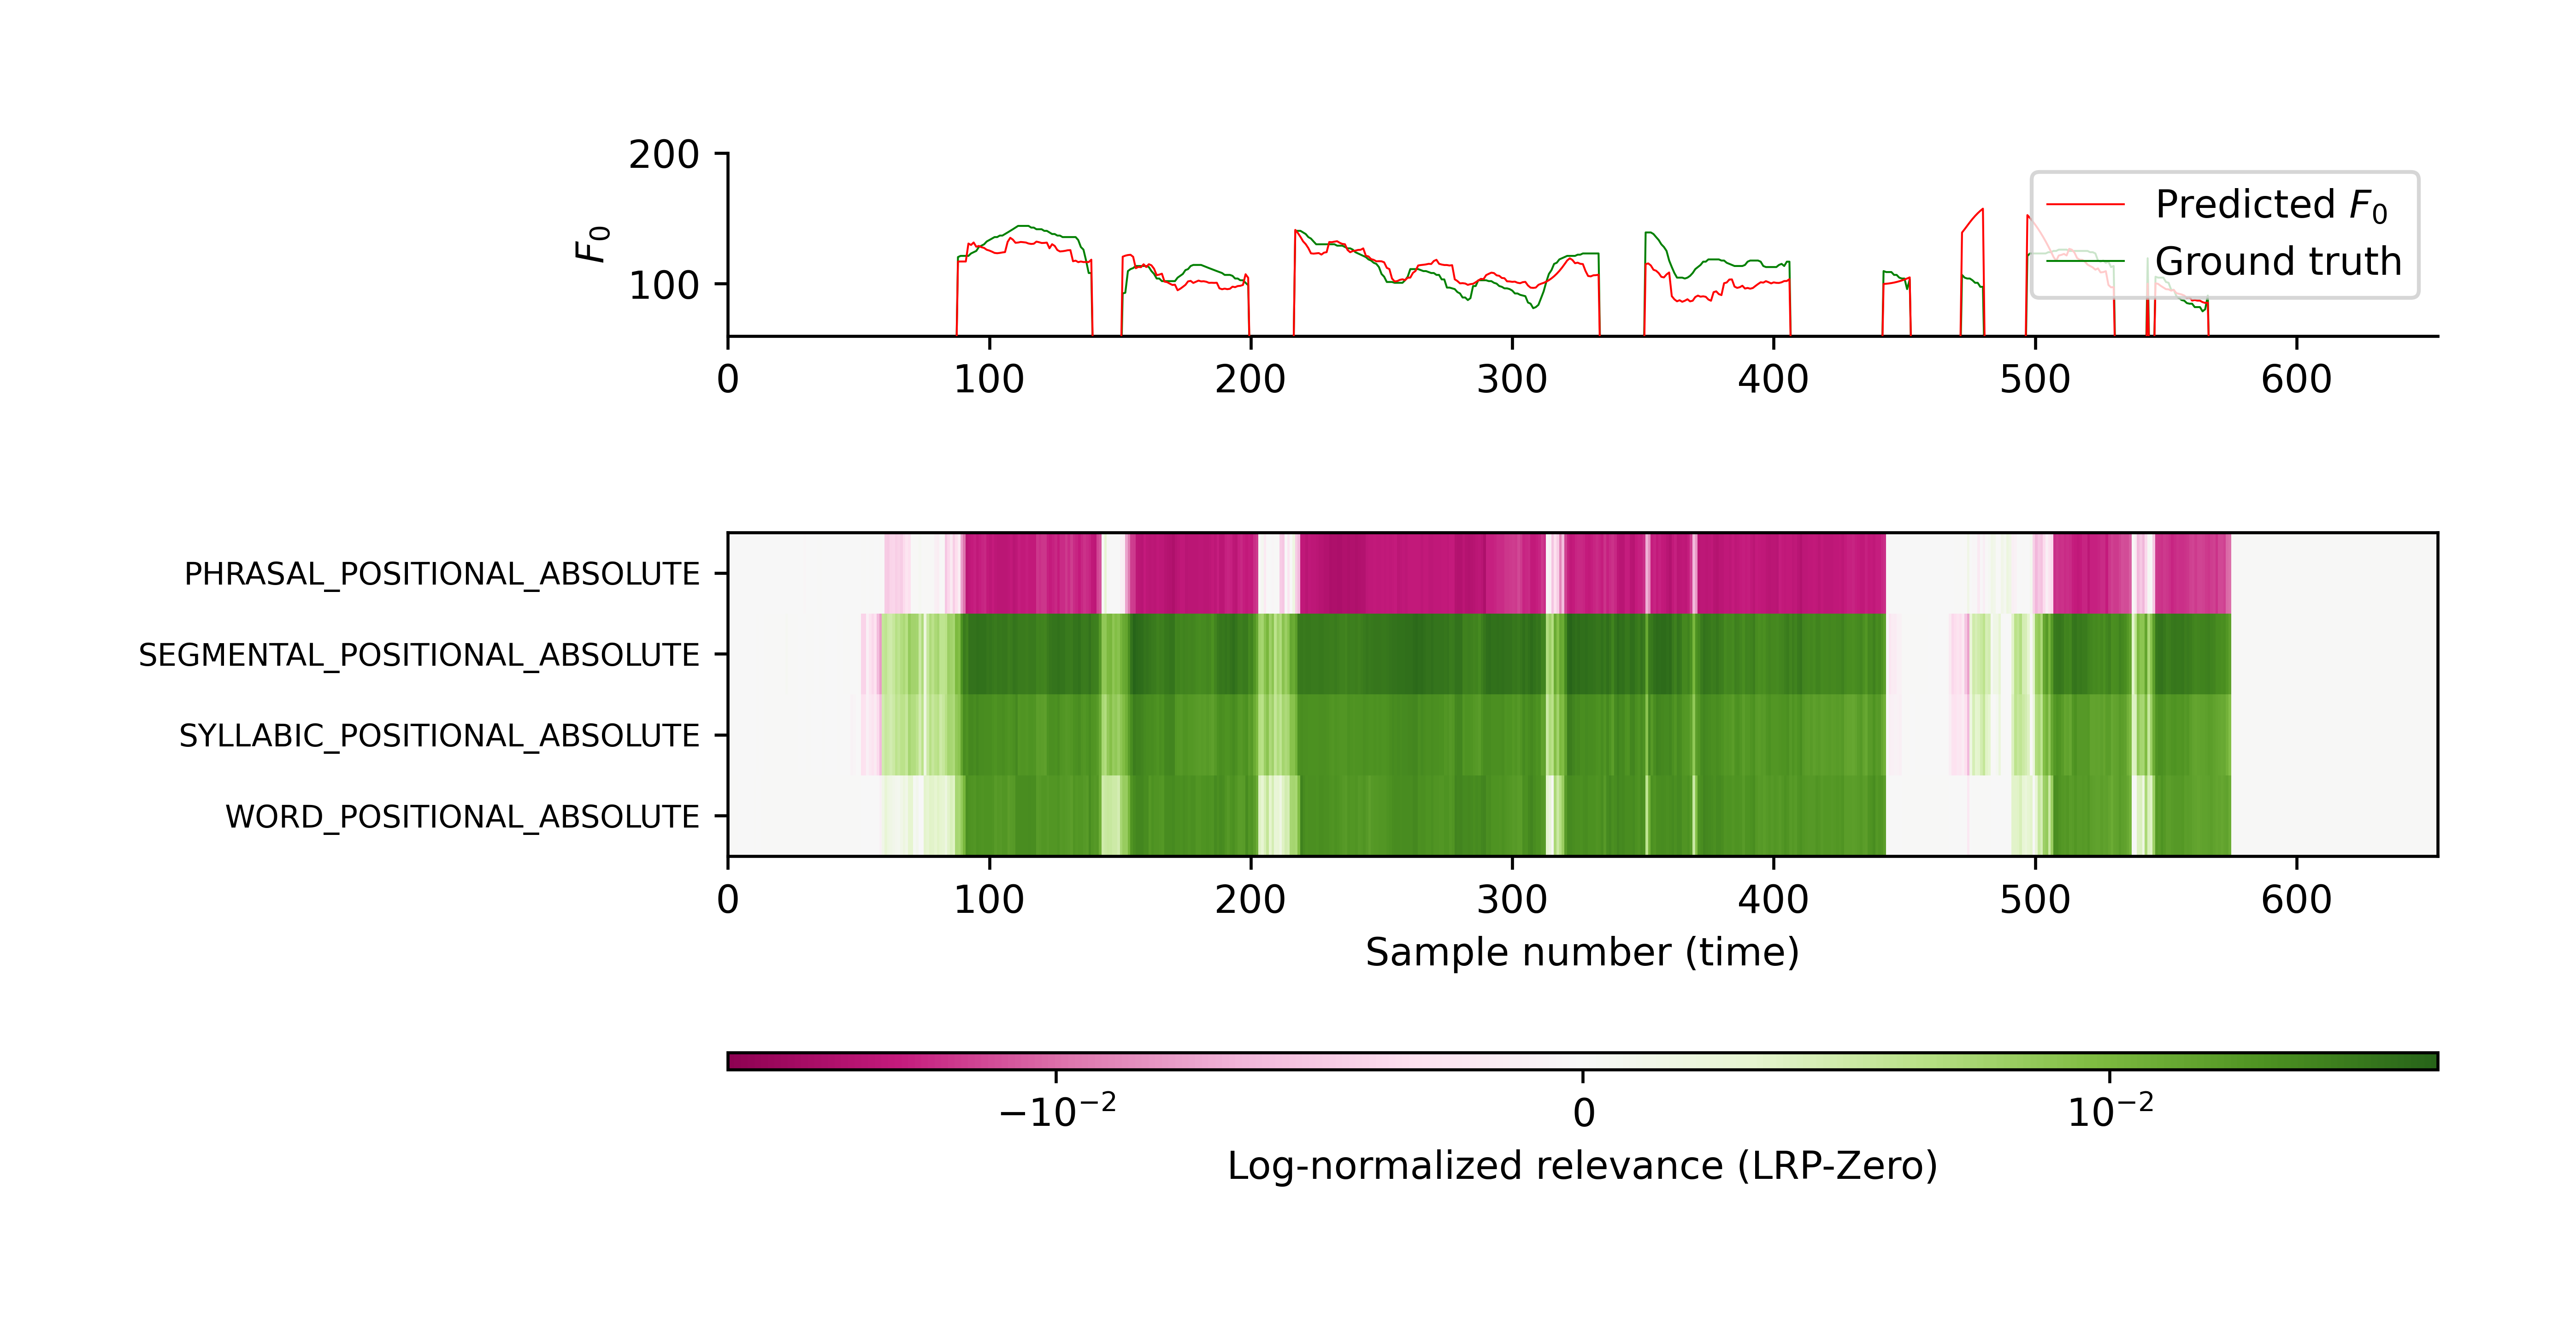 200
100
F₀
Predicted F₀
Ground truth
0 100 200 300 400 500 600
PHRASAL_POSITIONAL_ABSOLUTE
SEGMENTAL_POSITIONAL_ABSOLUTE
SYLLABIC_POSITIONAL_ABSOLUTE
WORD_POSITIONAL_ABSOLUTE
0 100 200 300 400 500 600
Sample number (time)
−10⁻² 0 10⁻²
Log-normalized relevance (LRP-Zero)